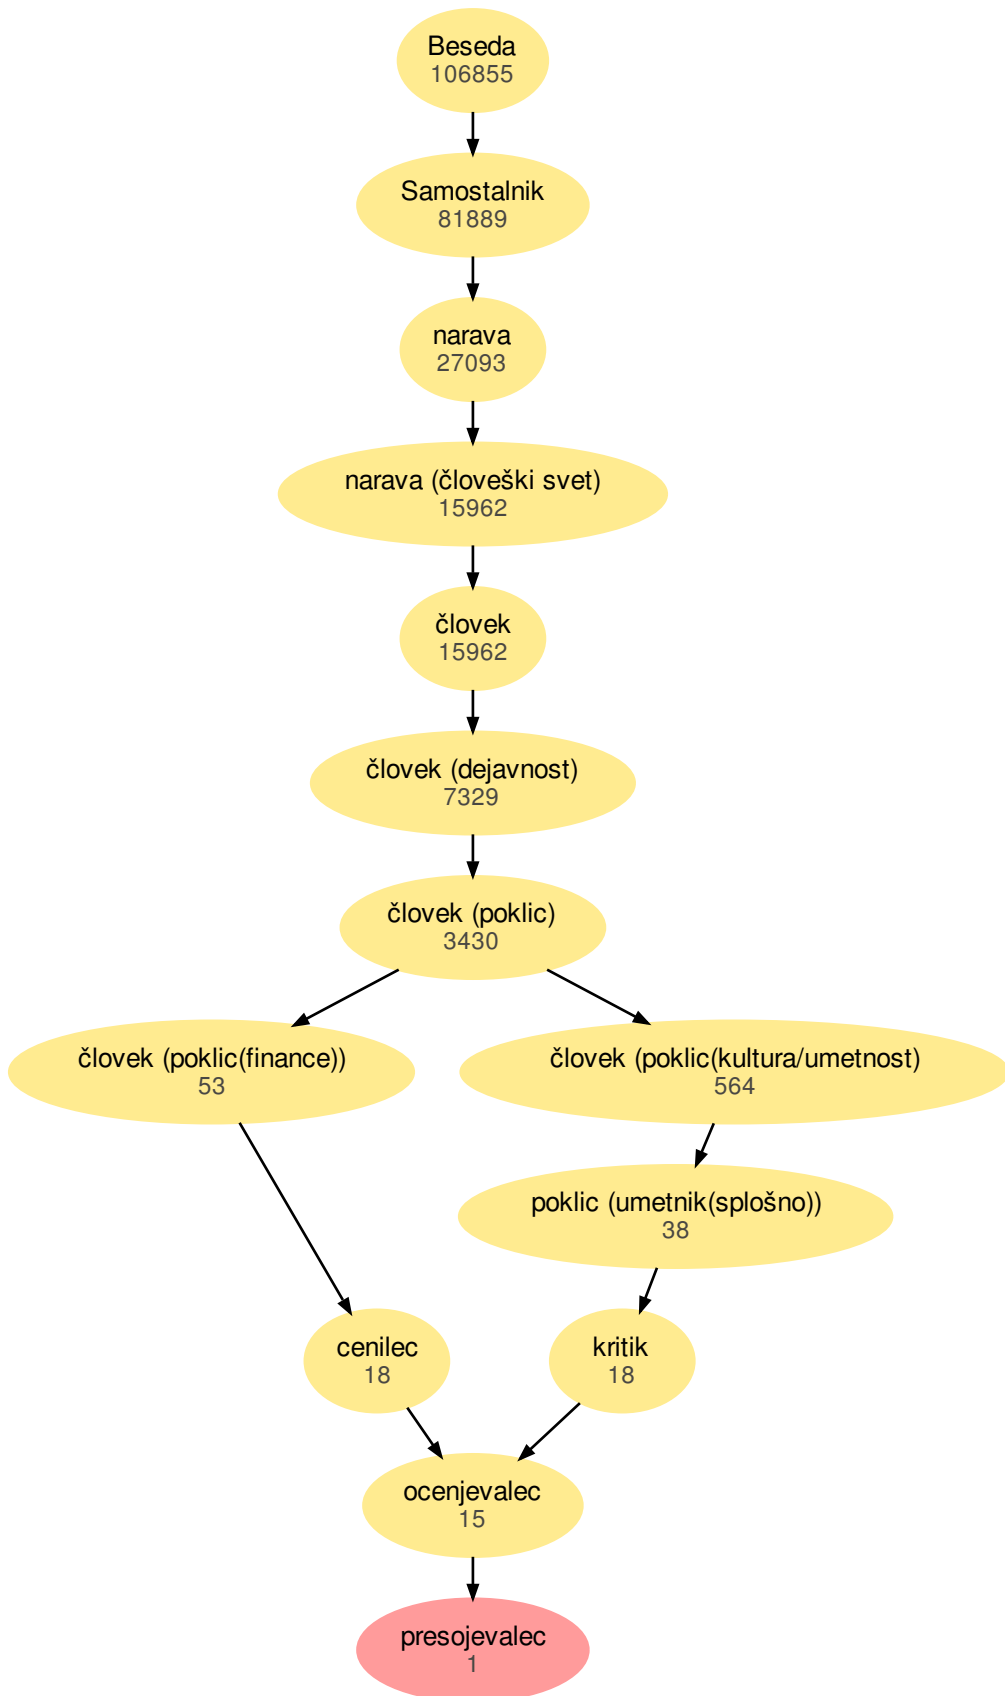 Beseda
106855
Samostalnik
81889
narava
27093
narava (človeški svet)
15962
človek
15962
človek (dejavnost)
7329
človek (poklic)
3430
človek (poklic(finance))
53
človek (poklic(kultura/umetnost)
564
poklic (umetnik(splošno))
38
cenilec
18
kritik
18
ocenjevalec
15
presojevalec
1